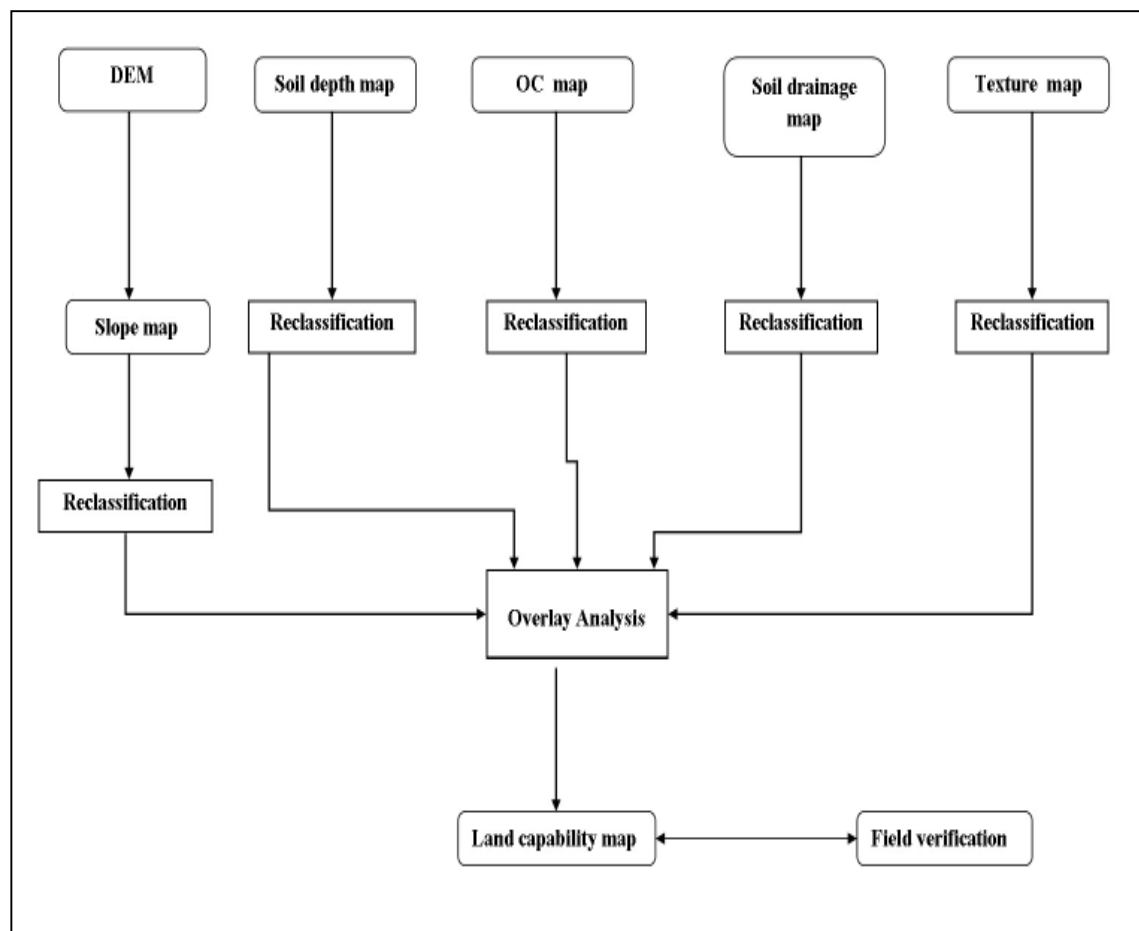 DEM
Soil depth map
OC map
Soil drainage
map
Texture map
Slope map
Reclassification
Reclassification
Reclassification
Reclassification
Reclassification
Overlay Analysis
Land capability map
Field verification